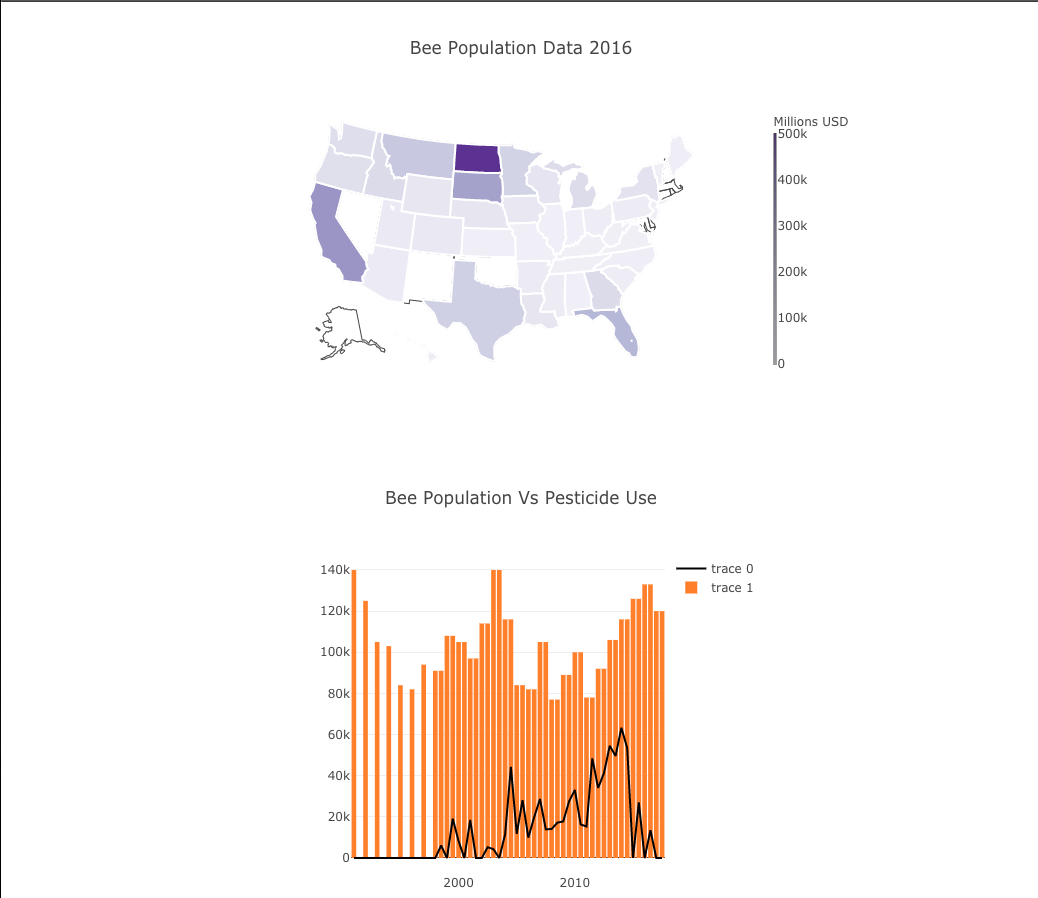 Bee Population Data 2016
Millions USD
500k
400k
300k
200k
100k
0
Bee Population Vs Pesticide Use
140k
120k
100k
80k
60k
40k
20k
0
2000
2010
trace 0
trace 1